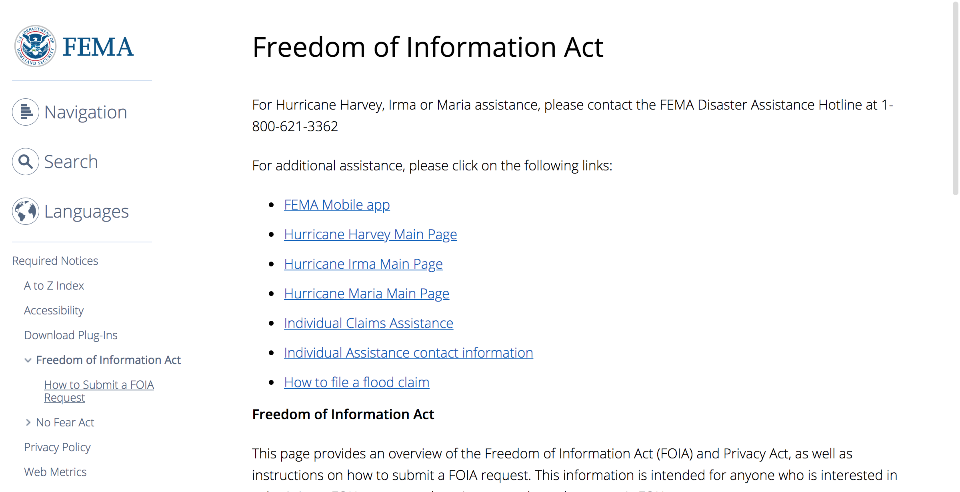 FEMA
Navigation
Search
Languages
Required Notices
A to Z Index
Accessibility
Download Plug-Ins
Freedom of Information Act
How to Submit a FOIA
Request
No Fear Act
Privacy Policy
Web Metrics
Freedom of Information Act
For Hurricane Harvey, Irma or Maria assistance, please contact the FEMA Disaster Assistance Hotline at 1-
800-621-3362
For additional assistance, please click on the following links:
FEMA Mobile app
Hurricane Harvey Main Page
Hurricane Irma Main Page
Hurricane Maria Main Page
Individual Claims Assistance
Individual Assistance contact information
How to file a flood claim
Freedom of Information Act
This page provides an overview of the Freedom of Information Act (FOIA) and Privacy Act, as well as
instructions on how to submit a FOIA request. This information is intended for anyone who is interested in